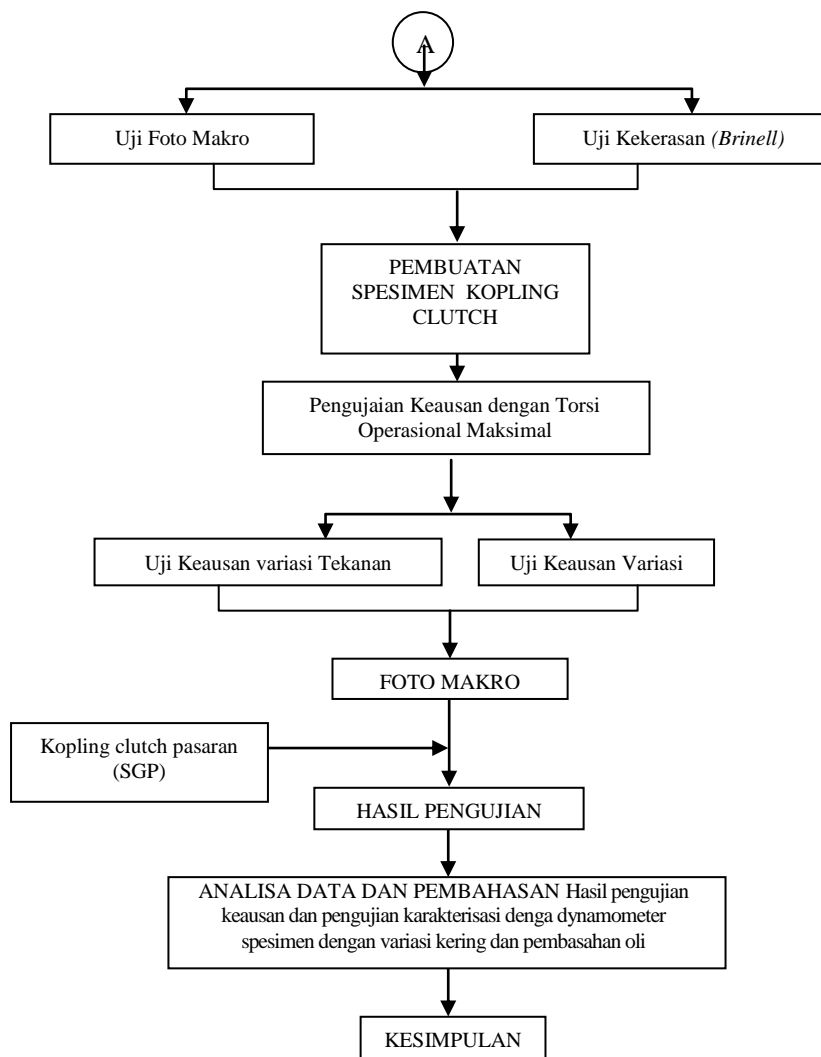 A
Uji Foto Makro
Uji Kekerasan (Brinell)
PEMBUATAN
SPESIMEN KOPLING
CLUTCH
Pengujaian Keausan dengan Torsi
Operasional Maksimal
Uji Keausan variasi Tekanan
Uji Keausan Variasi
FOTO MAKRO
Kopling clutch pasaran
(SGP)
HASIL PENGUJIAN
ANALISA DATA DAN PEMBAHASAN Hasil pengujian
keausan dan pengujian karakterisasi denga dynamometer
spesimen dengan variasi kering dan pembasahan oli
KESIMPULAN